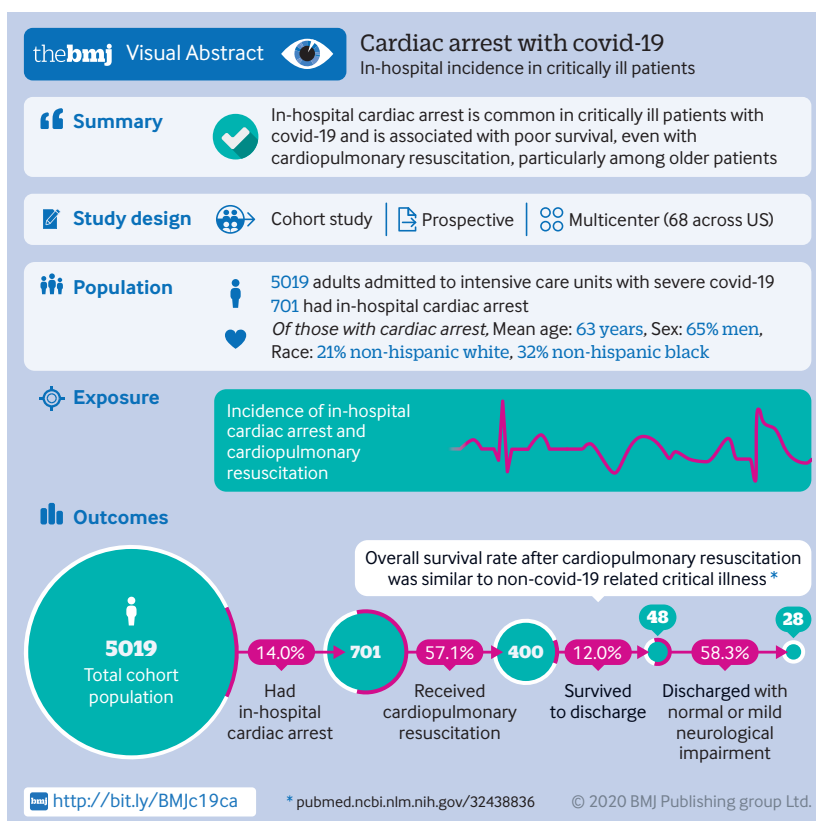 thebmj Visual Abstract
Cardiac arrest with covid-19
In-hospital incidence in critically ill patients
Summary
In-hospital cardiac arrest is common in critically ill patients with
covid-19 and is associated with poor survival, even with
cardiopulmonary resuscitation, particularly among older patients
Study design
Cohort study
Prospective
Multicenter (68 across US)
Population
5019 adults admitted to intensive care units with severe covid-19
701 had in-hospital cardiac arrest
Of those with cardiac arrest, Mean age: 63 years, Sex: 65% men,
Race: 21% non-hispanic white, 32% non-hispanic black
Exposure
Incidence of in-hospital
cardiac arrest and
cardiopulmonary
resuscitation
Outcomes
Overall survival rate after cardiopulmonary resuscitation
was similar to non-covid-19 related critical illness *
5019
Total cohort
population
14.0%
Had
in-hospital
cardiac arrest
701
57.1%
Received
cardiopulmonary
resuscitation
400
12.0%
Survived
to discharge
48
58.3%
Discharged with
normal or mild
neurological
impairment
28
bmj http://bit.ly/BMJc19ca
* pubmed.ncbi.nlm.nih.gov/32438836
© 2020 BMJ Publishing group Ltd.